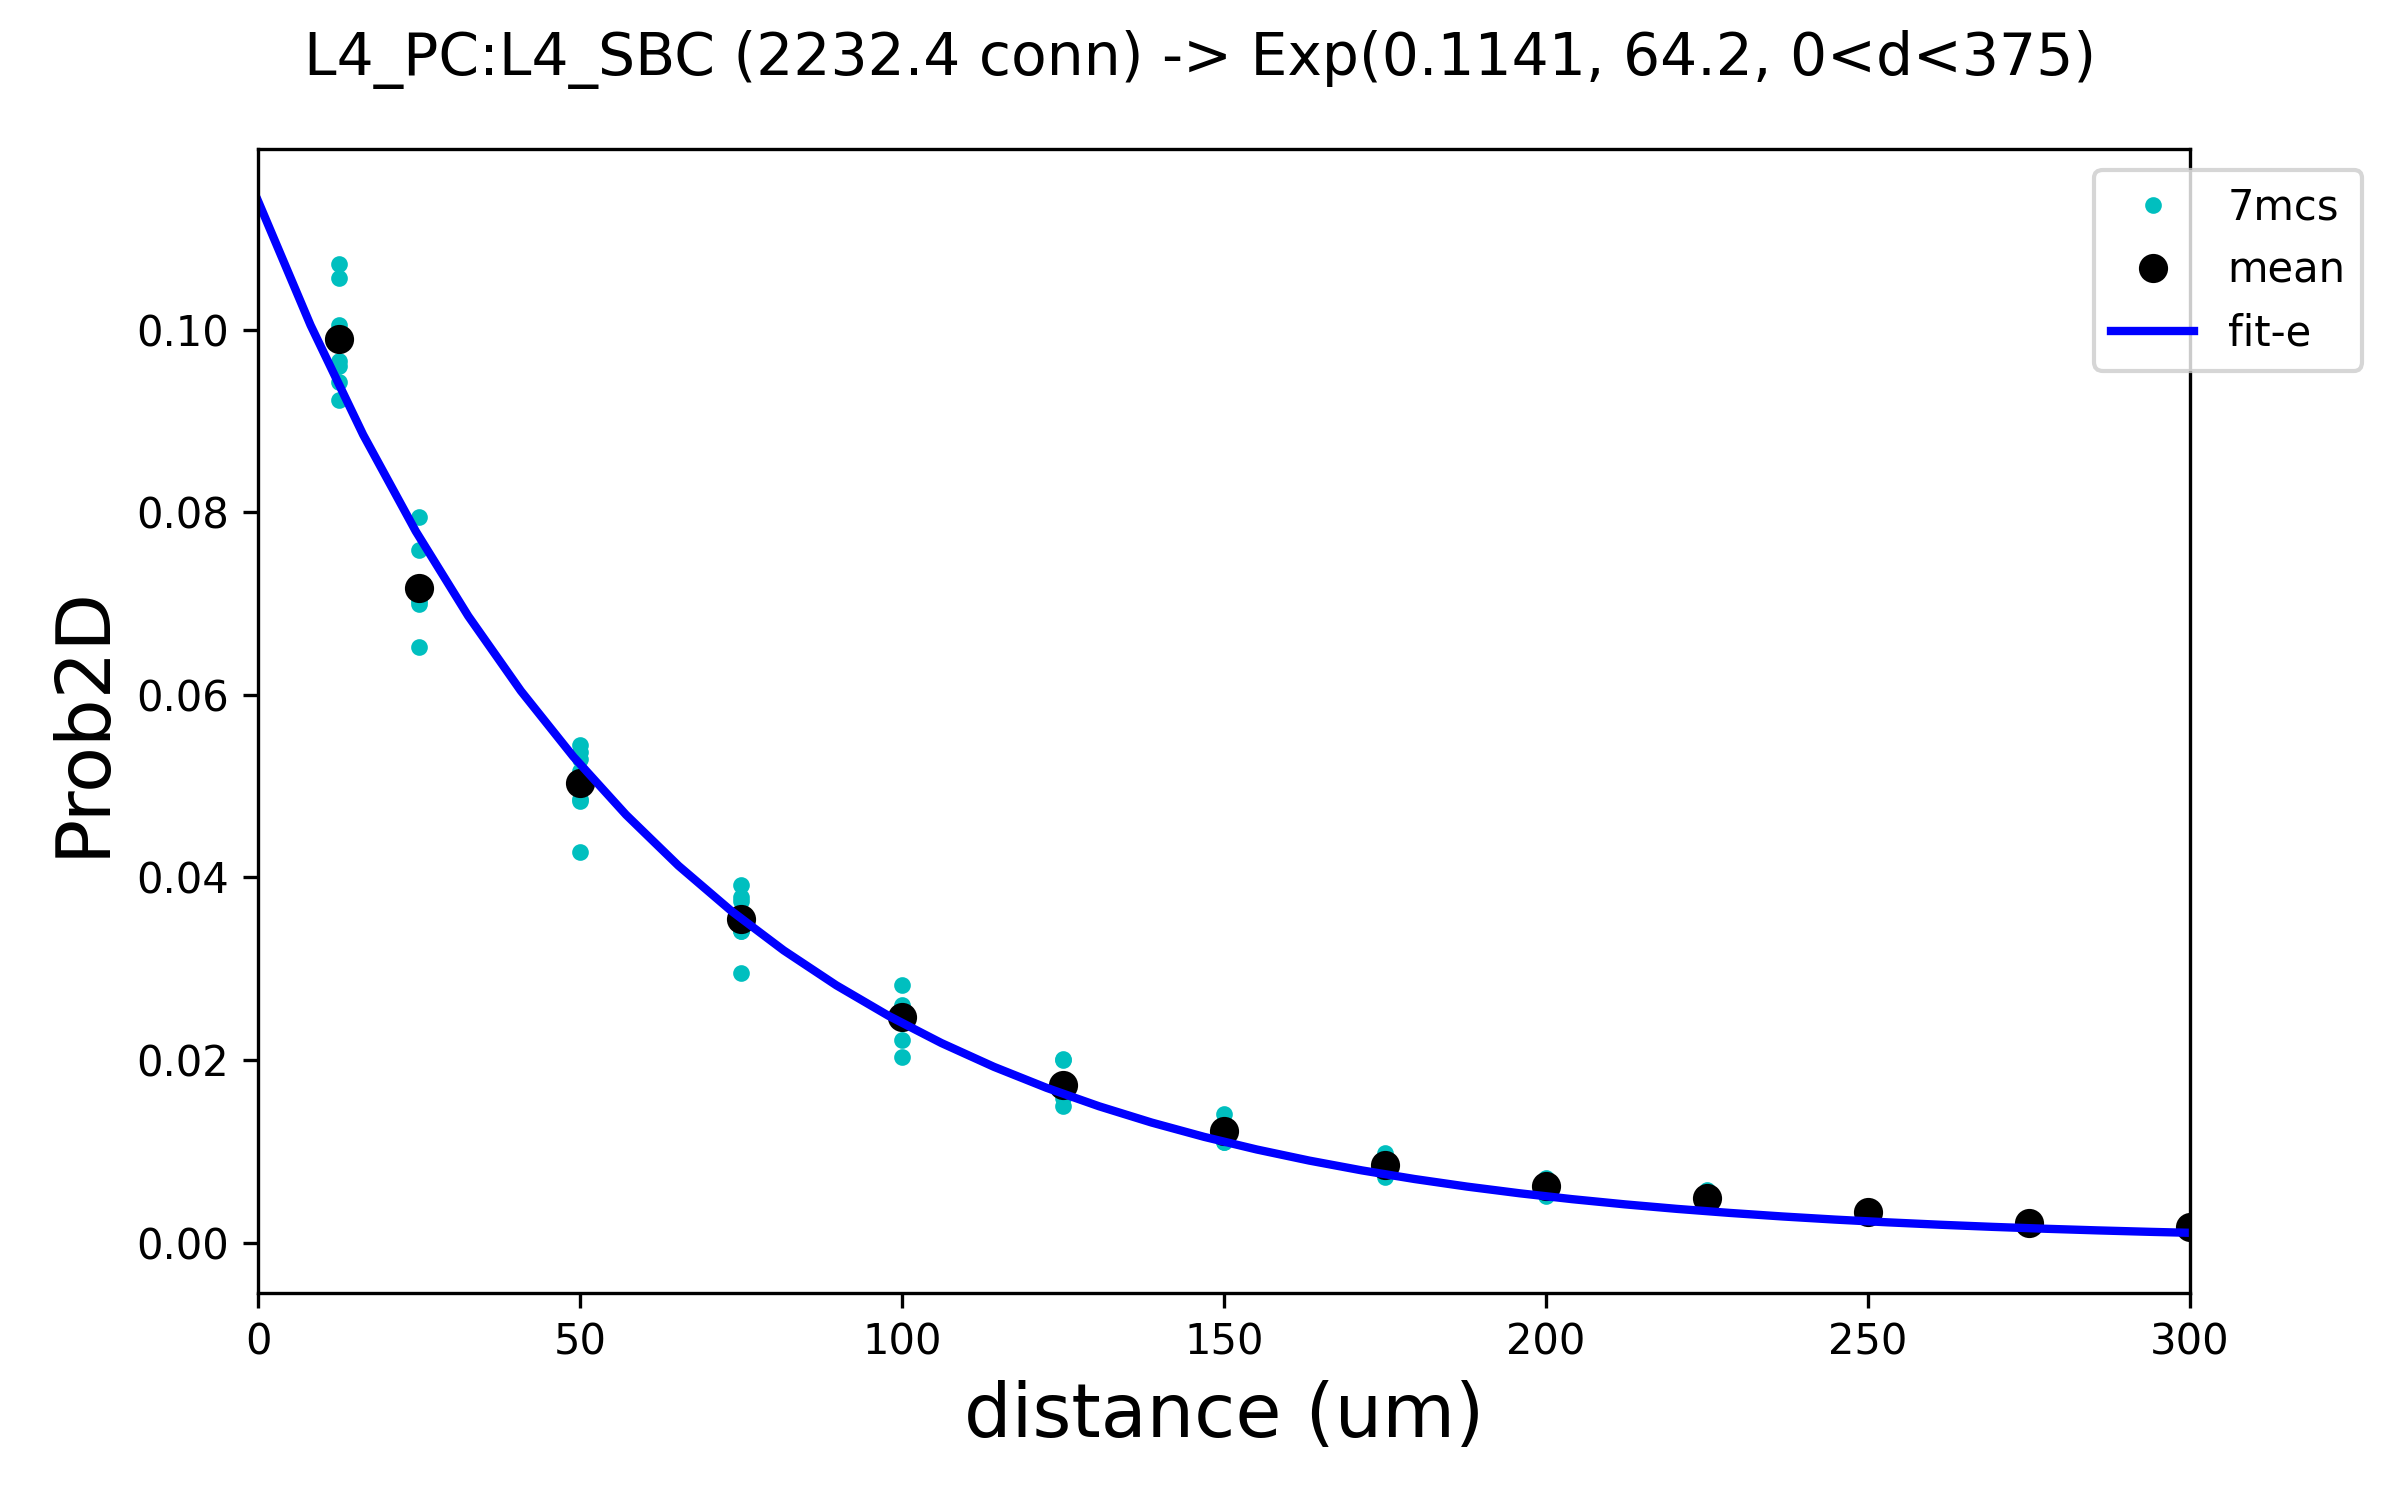 L4_PC:L4_SBC (2232.4 conn) -> Exp(0.1141, 64.2, 0<d<375)
7mcs
mean
fit-e
Prob2D
0.10
0.08
0.06
0.04
0.02
0.00
0 50 100 150 200 250 300
distance (um)